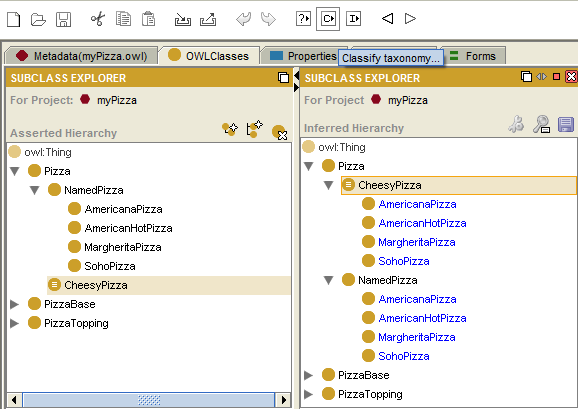 ? C I
Metadata(myPizza.owl) OWLClasses Properties Forms
Classify taxonomy...
SUBCLASS EXPLORER
For Project: myPizza
Asserted Hierarchy
owl:Thing
Pizza
NamedPizza
AmericanaPizza
AmericanHotPizza
MargheritaPizza
SohoPizza
CheesyPizza
PizzaBase
PizzaTopping
SUBCLASS EXPLORER
For Project myPizza
Inferred Hierarchy
owl:Thing
Pizza
CheesyPizza
AmericanaPizza
AmericanHotPizza
MargheritaPizza
SohoPizza
NamedPizza
AmericanaPizza
AmericanHotPizza
MargheritaPizza
SohoPizza
PizzaBase
PizzaTopping